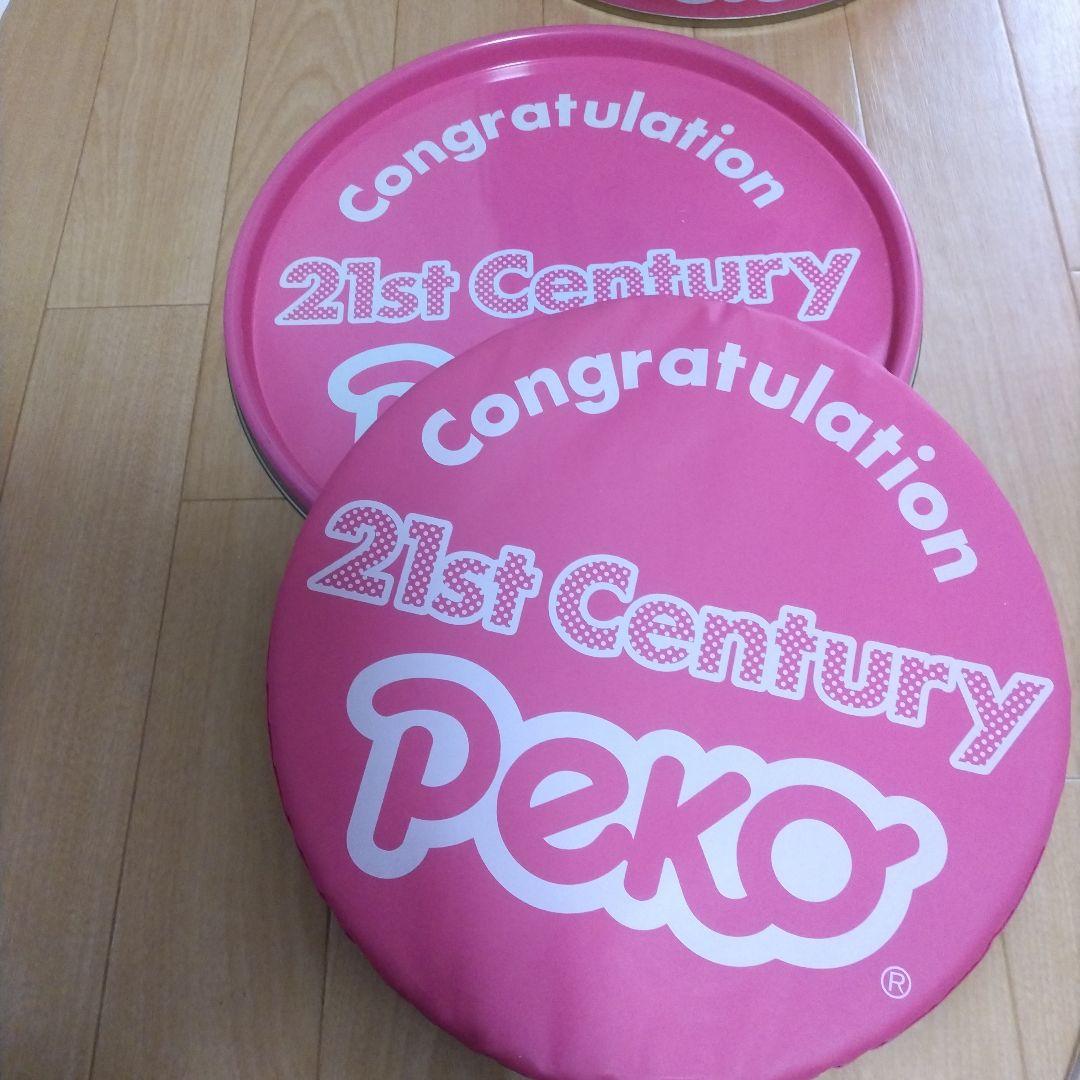 Congratulation
21st Century
Congratulation
21st Century
Peko
®